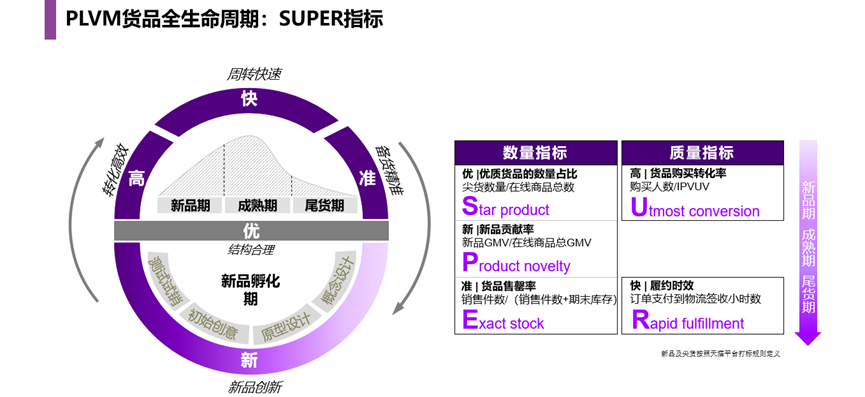 PLVM货品全生命周期：SUPER指标
周转快速
快
转化高效
高
备货精准
准
新品期
成熟期
尾货期
优
结构合理
新品孵化
期
测试试销
初始创意
原型设计
概念设计
新
新品创新
数量指标
质量指标
优 |优质货品的数量占比
尖货数量/在线商品总数
Star product
高 | 货品购买转化率
购买人数/IPVUV
Utmost conversion
新 |新品贡献率
新品GMV/在线商品总GMV
Product novelty
准 | 货品售罄率
销售件数/（销售件数+期末库存）
Exact stock
快 | 履约时效
订单支付到物流签收小时数
Rapid fulfillment
新品期 成熟期 尾货期
新品及尖货按照天猫平台打标规则定义